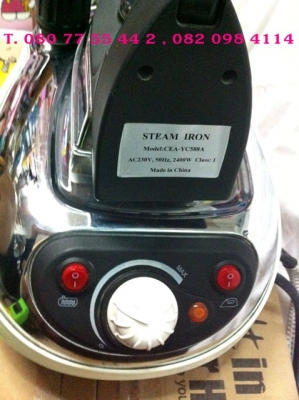 T. 080 77 55 44 2 , 082 098 4114
STEAM IRON
Model:CEA-YC588A
AC230V, 50Hz, 2400W Class: I
Made in China
MAX
t in